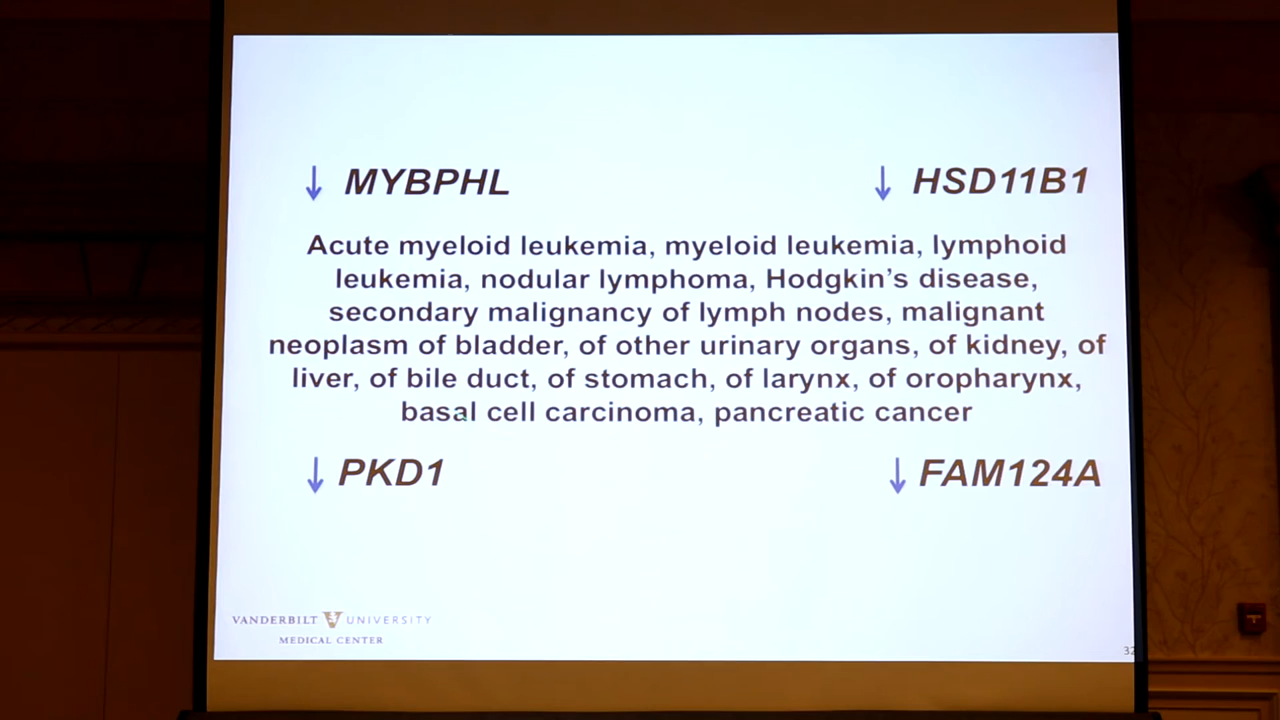 ↓ MYBPHL
↓ HSD11B1
Acute myeloid leukemia, myeloid leukemia, lymphoid
leukemia, nodular lymphoma, Hodgkin’s disease,
secondary malignancy of lymph nodes, malignant
neoplasm of bladder, of other urinary organs, of kidney, of
liver, of bile duct, of stomach, of larynx, of oropharynx,
basal cell carcinoma, pancreatic cancer
↓ PKD1
↓ FAM124A
VANDERBILT V UNIVERSITY
MEDICAL CENTER
32